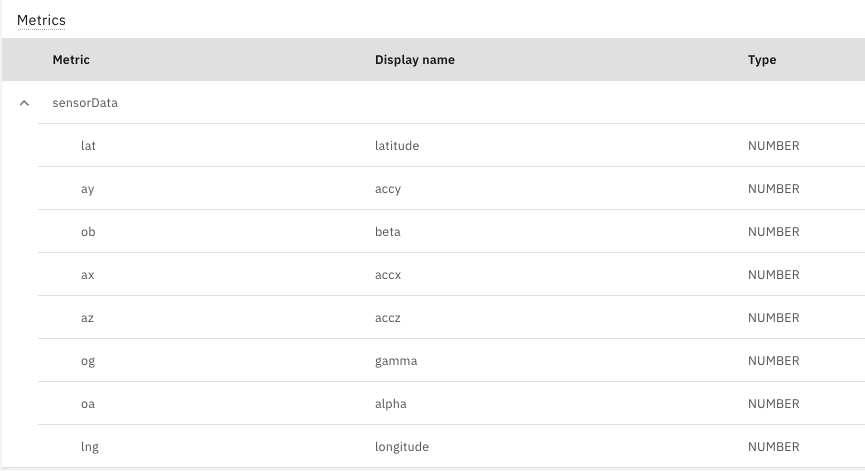 Metrics
Metric Display name Type
sensorData
lat latitude NUMBER
ay accy NUMBER
ob beta NUMBER
ax accx NUMBER
az accz NUMBER
og gamma NUMBER
oa alpha NUMBER
lng longitude NUMBER